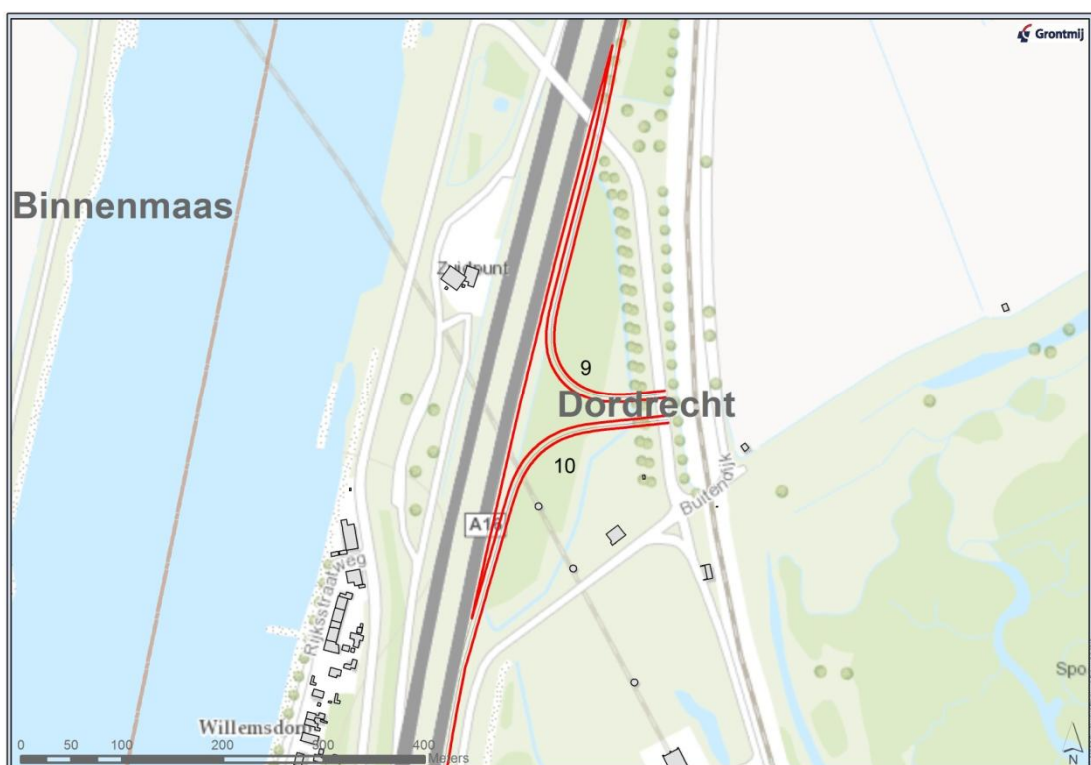 Grontmij
Binnenmaas
Zuidpunt
9
Dordrecht
10
Buitendijk
A16
Rijksstraatweg
Spo
Willemsdorp
0 50 100 200 300 400
Meters
N